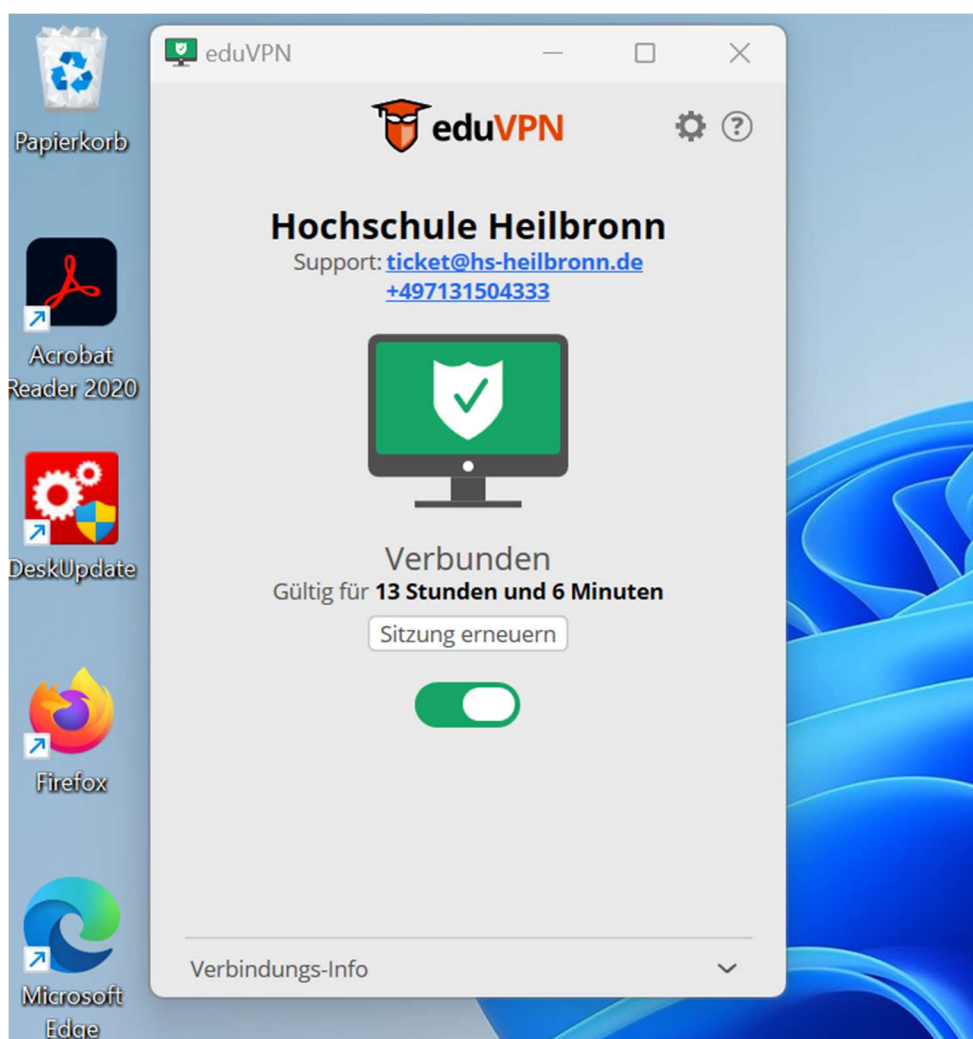 Papierkorb
Acrobat
Reader 2020
DeskUpdate
Firefox
Microsoft
Edge
eduVPN
eduVPN
Hochschule Heilbronn
Support: ticket@hs-heilbronn.de
+497131504333
Verbunden
Gültig für 13 Stunden und 6 Minuten
Sitzung erneuern
Verbindungs-Info